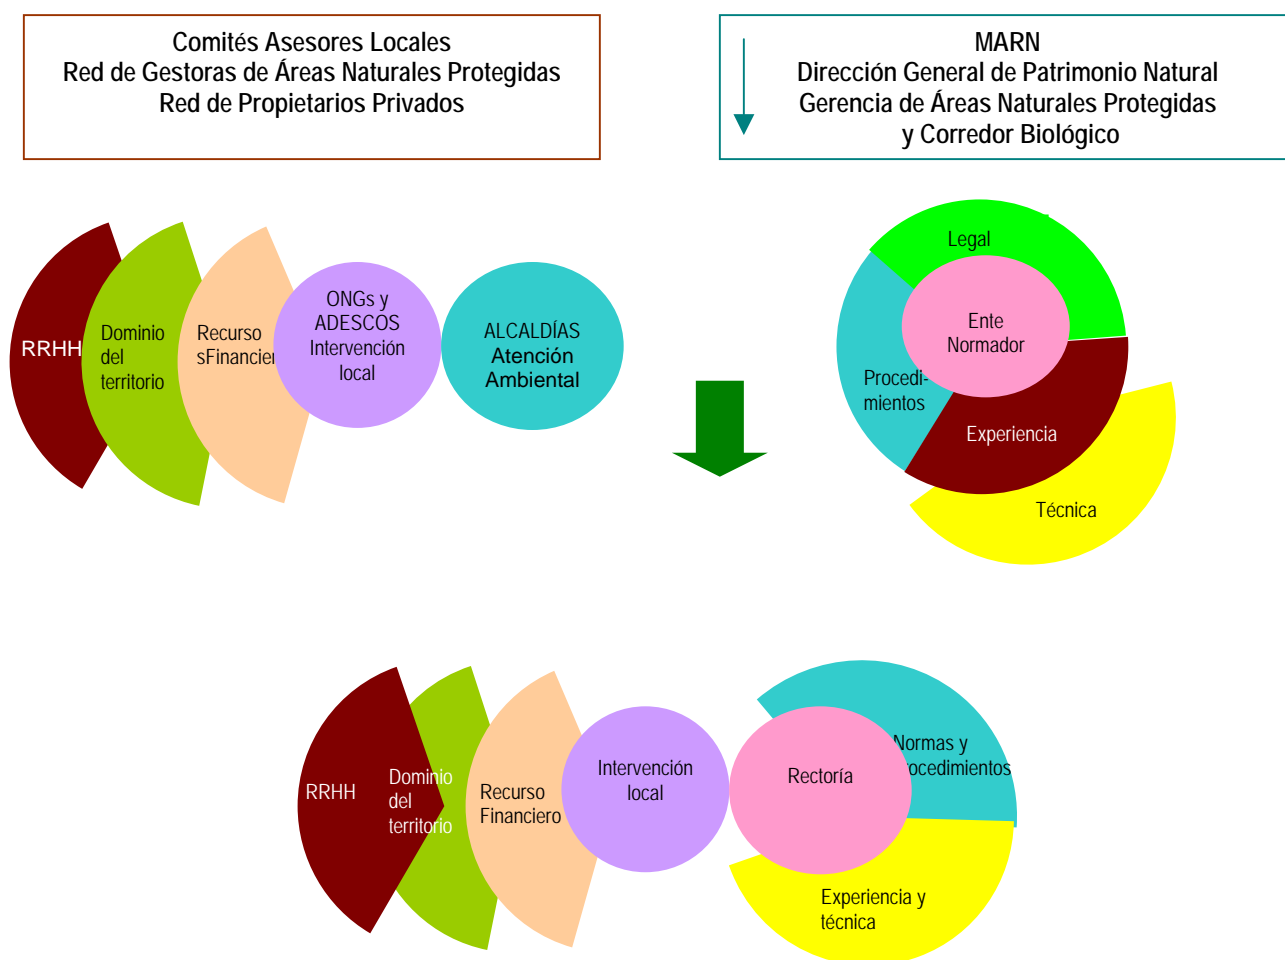 Comités Asesores Locales
Red de Gestoras de Áreas Naturales Protegidas
Red de Propietarios Privados
MARN
Dirección General de Patrimonio Natural
Gerencia de Áreas Naturales Protegidas
y Corredor Biológico
RRHH
Dominio
del
territorio
Recurso
sFinancier
ONGs y
ADESCOS
Intervención
local
ALCALDÍAS
Atención
Ambiental
Legal
Ente
Normador
Procedi-
mientos
Experiencia
Técnica
RRHH
Dominio
del
territorio
Recurso
Financiero
Intervención
local
Rectoría
Normas y
rocedimientos
Experiencia y
técnica